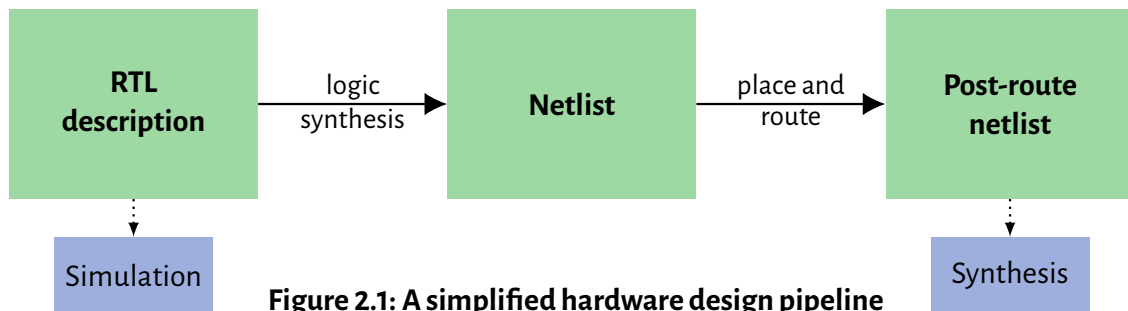 RTL
description
logic
synthesis
Netlist
place and
route
Post-route
netlist
Simulation
Synthesis
Figure 2.1: A simplified hardware design pipeline